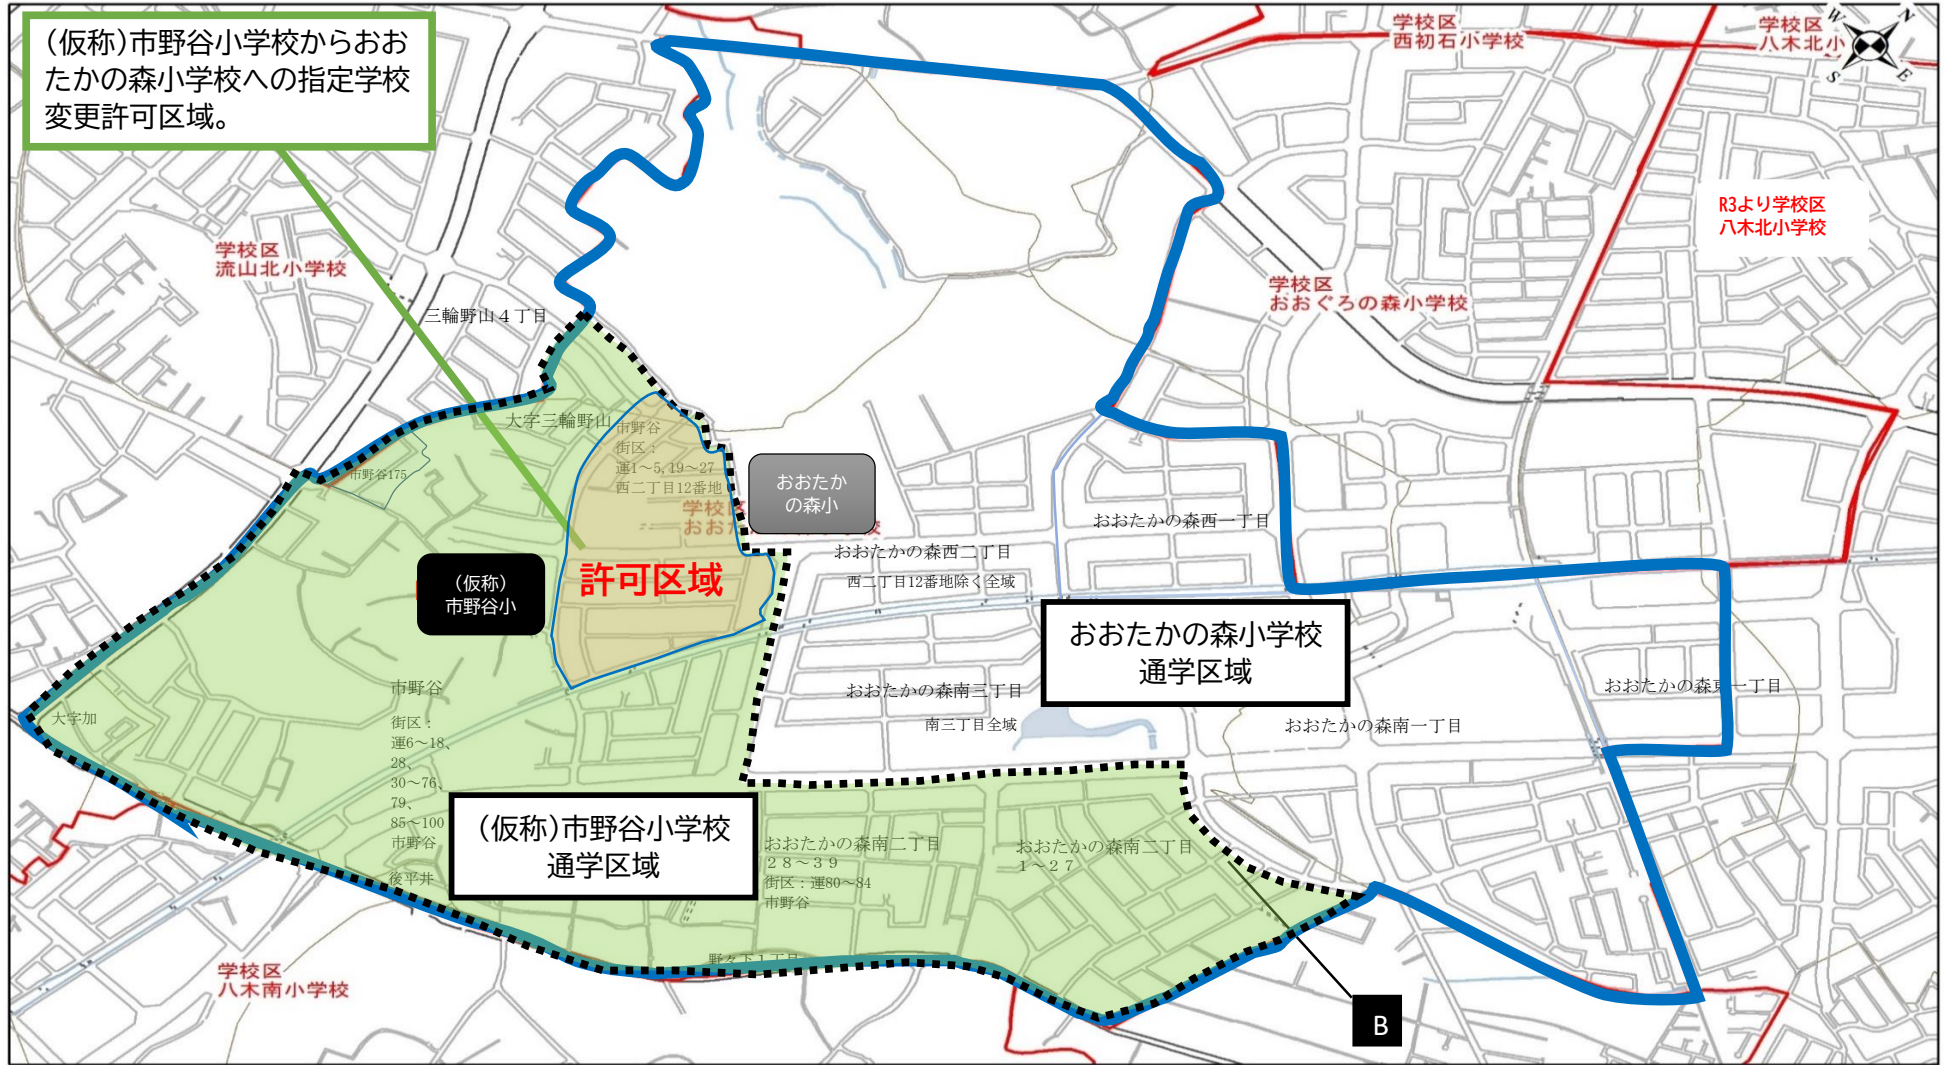 (仮称)市野谷小学校からおお
たかの森小学校への指定学校
変更許可区域。
学校区
西初石小学校
学校区
八木北小
W
N
S
E
R3より学校区
八木北小学校
学校区
流山北小学校
学校区
おおぐろの森小学校
三輪野山4丁目
大字三輪野山
市野谷
街区：
運1～5,19～27
西二丁目12番地
市野谷175
学校区
おおた
校
おおたか
の森小
おおたかの森西一丁目
おおたかの森西二丁目
西二丁目12番地除く全域
(仮称)
市野谷小
許可区域
おおたかの森小学校
通学区域
おおたかの森南三丁目
南三丁目全域
おおたかの森東一丁目
おおたかの森南一丁目
大字加
市野谷
街区：
運6～18、
28、
30～76、
79、
85～100
市野谷
後平井
(仮称)市野谷小学校
通学区域
おおたかの森南二丁目
28～39
街区：運80～84
市野谷
おおたかの森南二丁目
1～27
野々下1丁目
学校区
八木南小学校
B